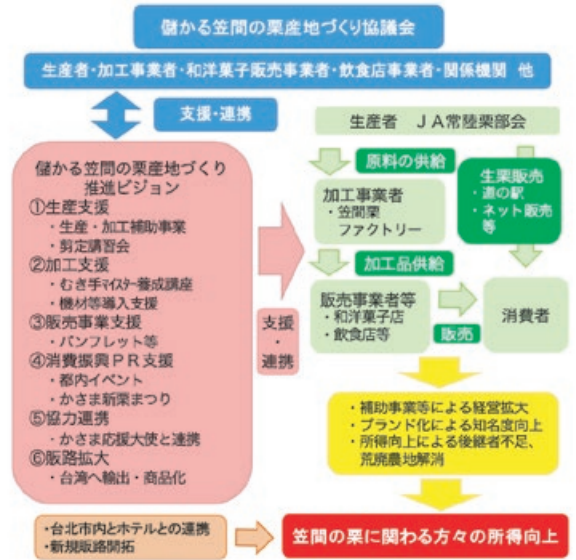 儲かる笠間の栗産地づくり協議会
生産者・加工事業者・和洋菓子販売事業者・飲食店事業者・関係機関 他
支援・連携
儲かる笠間の栗産地づくり
推進ビジョン
①生産支援
・生産・加工補助事業
・剪定講習会
②加工支援
・むき手マイスター養成講座
・機材等導入支援
③販売事業支援
・パンフレット等
④消費振興PR支援
・都内イベント
・かさま新栗まつり
⑤協力連携
・かさま応援大使と連携
⑥販路拡大
・台湾へ輸出・商品化
支援
・
連携
生産者 JA常陸栗部会
原料の供給
加工事業者
・笠間栗
ファクトリー
生栗販売
・道の駅
・ネット販売
等
加工品供給
販売事業者等
・和洋菓子店
・飲食店等
販売
消費者
・補助事業等による経営拡大
・ブランド化による知名度向上
・所得向上による後継者不足、
荒廃農地解消
・台北市内とホテルとの連携
・新規販路開拓
笠間の栗に関わる方々の所得向上